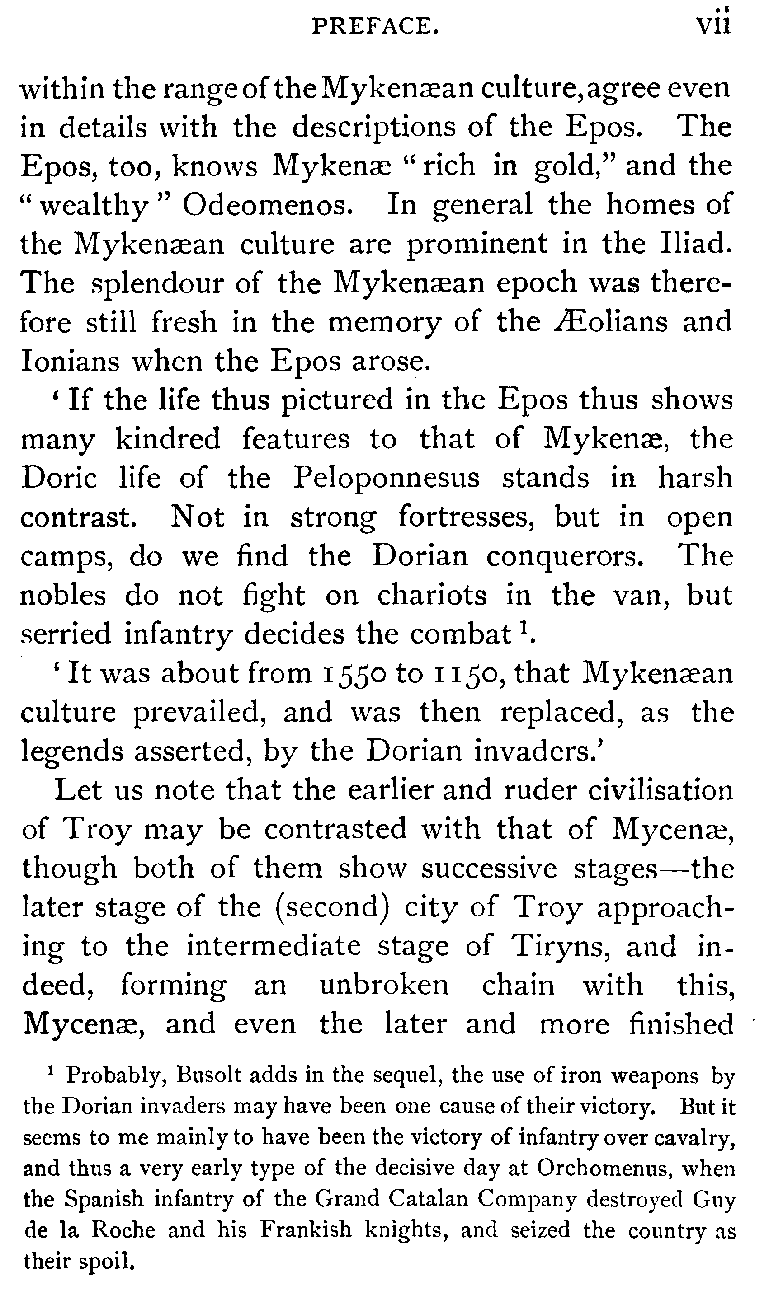 PREFACE. vii
within the range of the Mykenæan culture, agree even
in details with the descriptions of the Epos. The
Epos, too, knows Mykenæ “rich in gold,” and the
“wealthy” Odeomenos. In general the homes of
the Mykenæan culture are prominent in the Iliad.
The splendour of the Mykenæan epoch was there-
fore still fresh in the memory of the Æolians and
Ionians when the Epos arose.
‘If the life thus pictured in the Epos thus shows
many kindred features to that of Mykenæ, the
Doric life of the Peloponnesus stands in harsh
contrast. Not in strong fortresses, but in open
camps, do we find the Dorian conquerors. The
nobles do not fight on chariots in the van, but
serried infantry decides the combat ¹.
‘It was about from 1550 to 1150, that Mykenæan
culture prevailed, and was then replaced, as the
legends asserted, by the Dorian invaders.’
Let us note that the earlier and ruder civilisation
of Troy may be contrasted with that of Mycenæ,
though both of them show successive stages—the
later stage of the (second) city of Troy approach-
ing to the intermediate stage of Tiryns, and in-
deed, forming an unbroken chain with this,
Mycenæ, and even the later and more finished
¹ Probably, Busolt adds in the sequel, the use of iron weapons by
the Dorian invaders may have been one cause of their victory. But it
seems to me mainly to have been the victory of infantry over cavalry,
and thus a very early type of the decisive day at Orchomenus, when
the Spanish infantry of the Grand Catalan Company destroyed Guy
de la Roche and his Frankish knights, and seized the country as
their spoil.